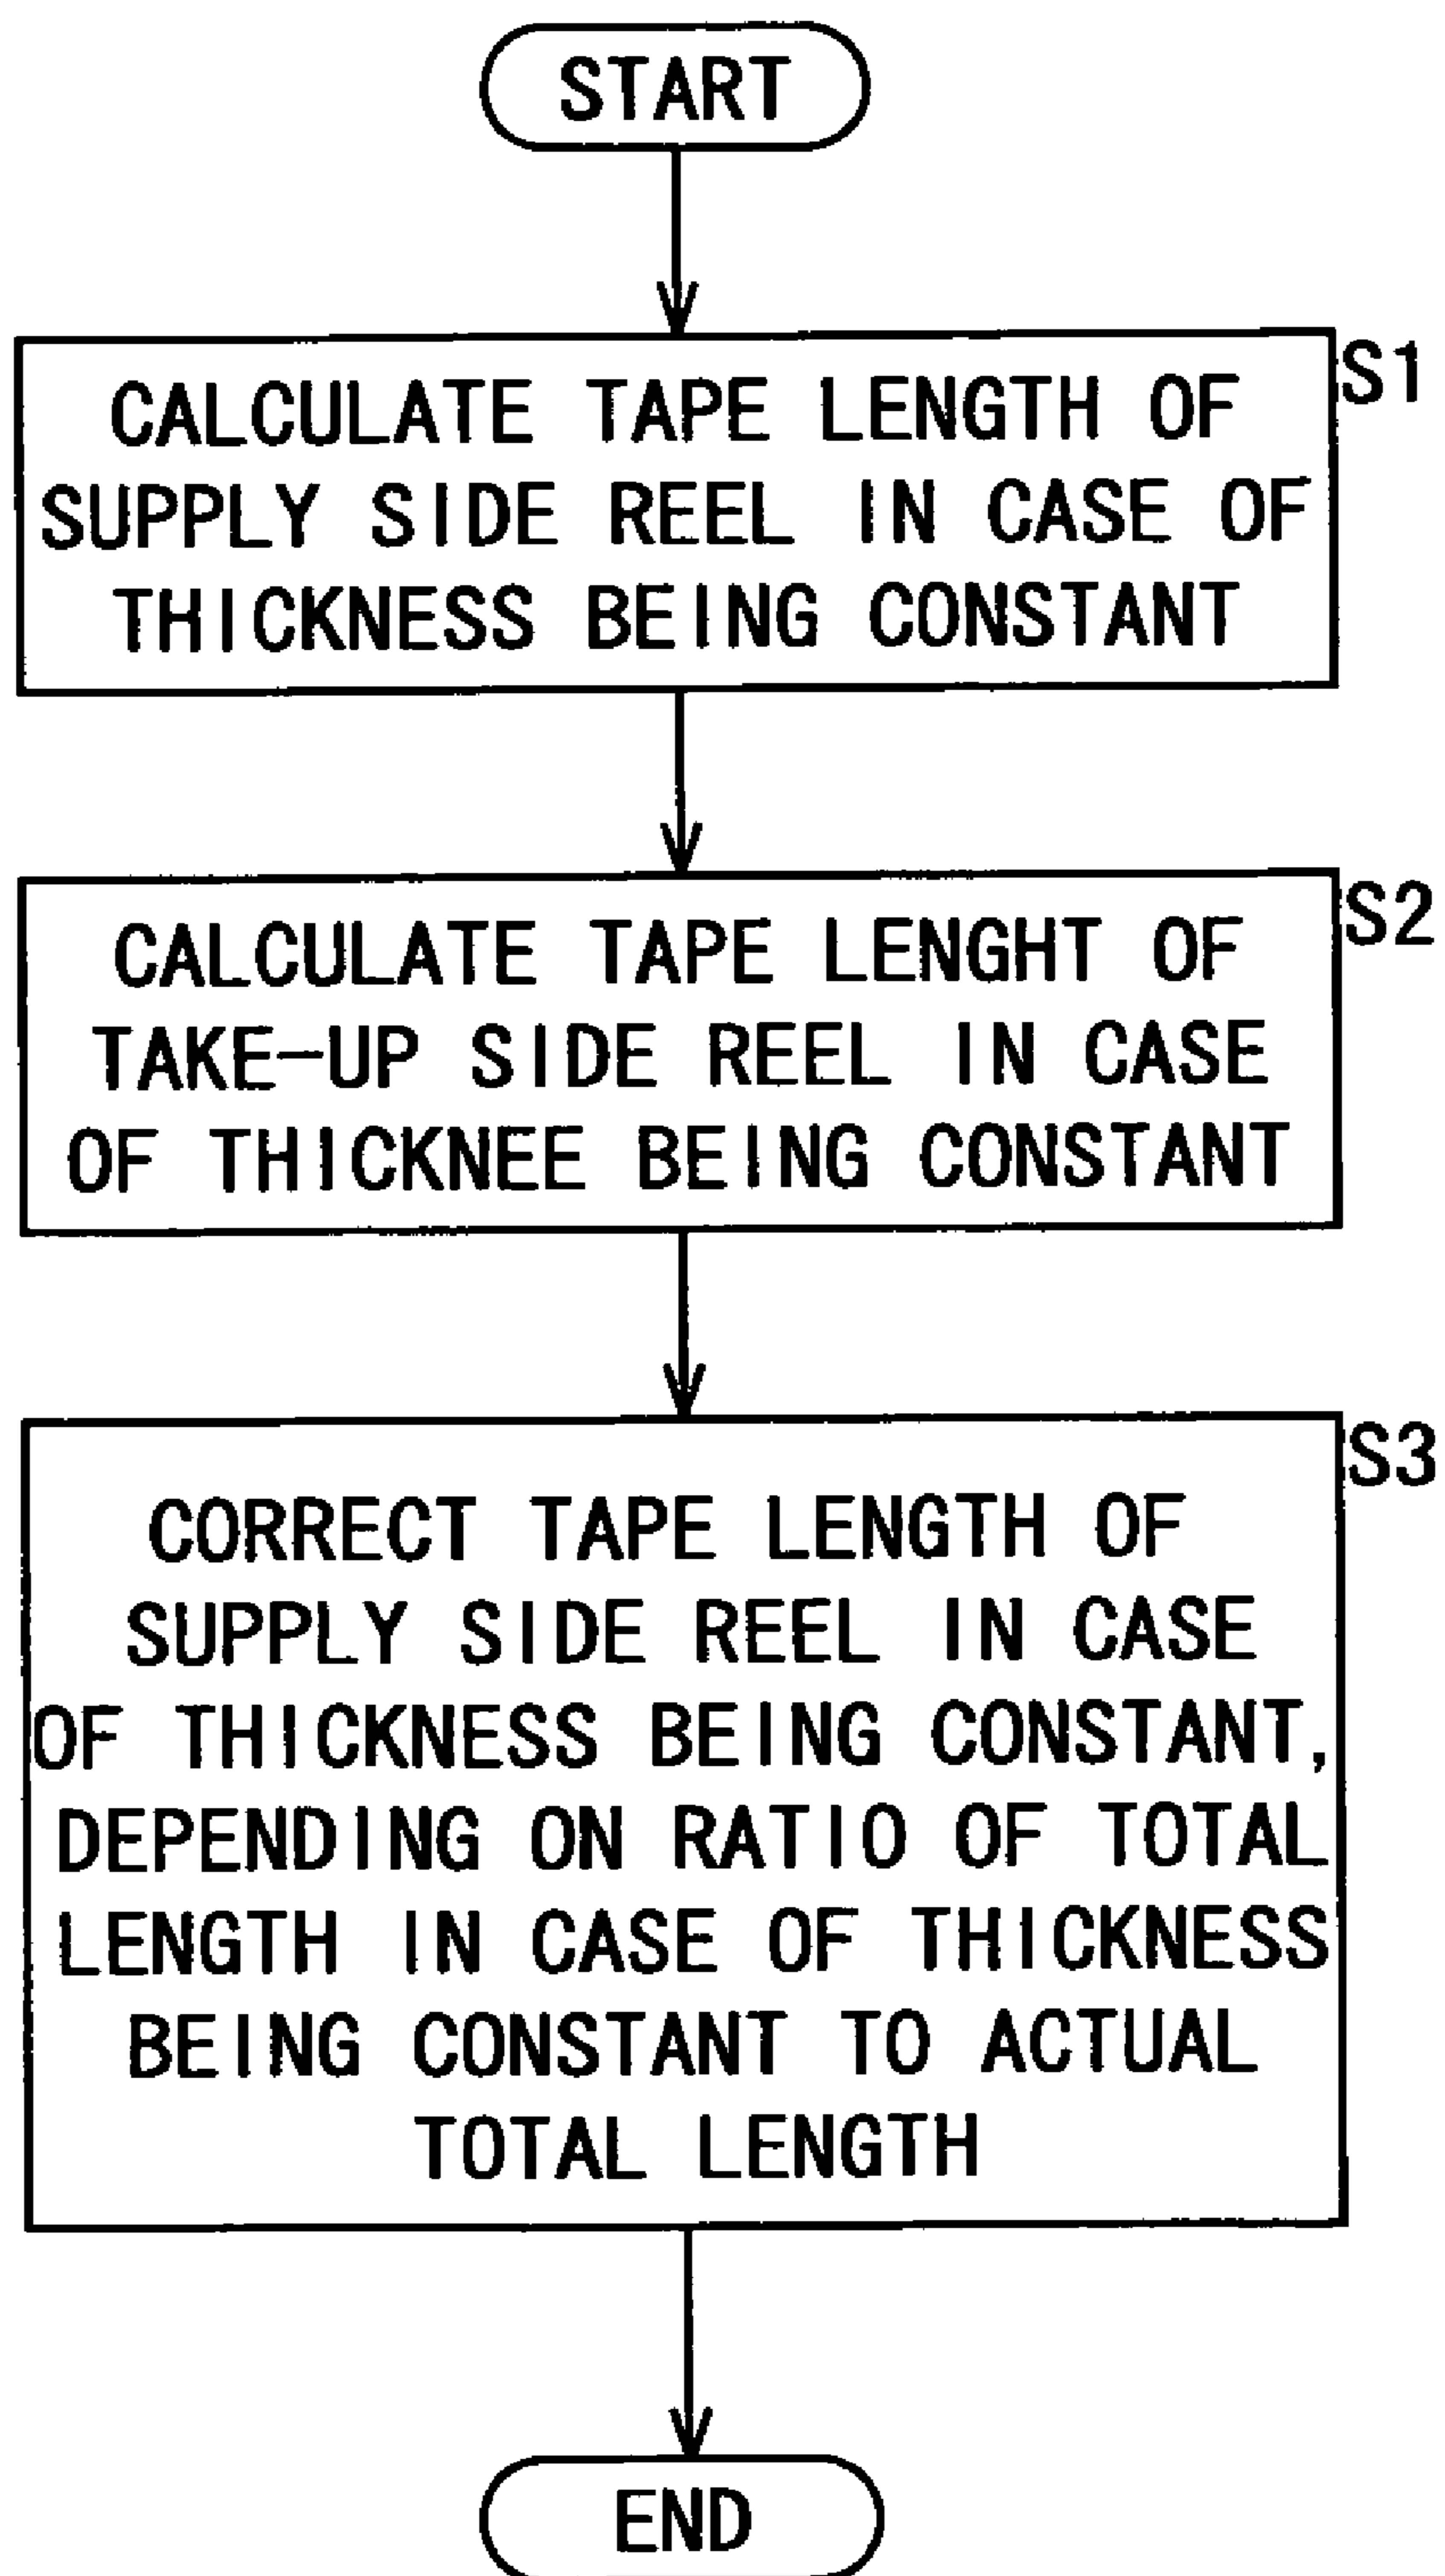 START
S1
CALCULATE TAPE LENGTH OF
SUPPLY SIDE REEL IN CASE OF
THICKNESS BEING CONSTANT
S2
CALCULATE TAPE LENGHT OF
TAKE-UP SIDE REEL IN CASE
OF THICKNEE BEING CONSTANT
S3
CORRECT TAPE LENGTH OF
SUPPLY SIDE REEL IN CASE
OF THICKNESS BEING CONSTANT,
DEPENDING ON RATIO OF TOTAL
LENGTH IN CASE OF THICKNESS
BEING CONSTANT TO ACTUAL
TOTAL LENGTH
END